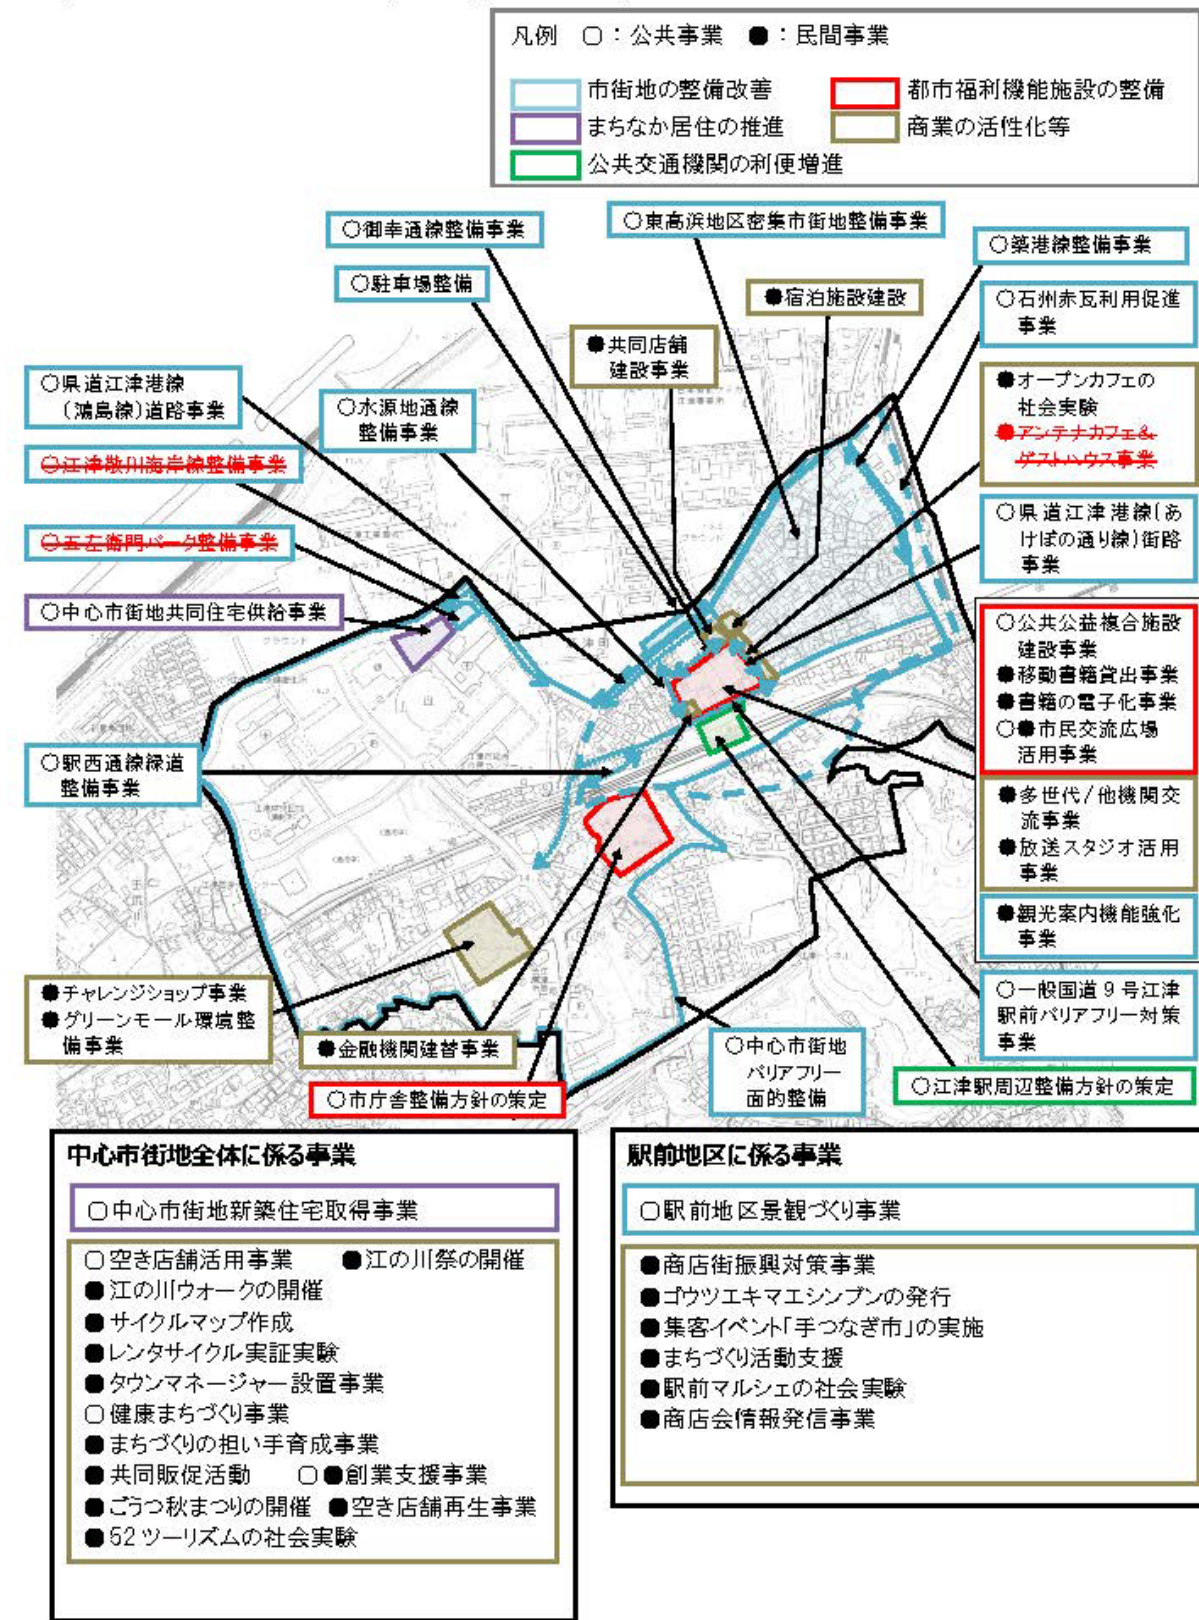 凡例 ○：公共事業 ●：民間事業
市街地の整備改善
都市福利機能施設の整備
まちなか居住の推進
商業の活性化等
公共交通機関の利便増進
○御幸通線整備事業
○東高浜地区密集市街地整備事業
○築港線整備事業
○駐車場整備
●宿泊施設建設
○石州赤瓦利用促進
事業
●共同店舗
建設事業
○県道江津港線
（鴻島線）道路事業
○水源地通線
整備事業
●オープンカフェの
社会実験
●アンテナカフェ&
ゲストハウス事業
○江津敬川海岸線整備事業
○五左衛門パーク整備事業
○県道江津港線（あ
けぼの通り線）街路
事業
○中心市街地共同住宅供給事業
○公共公益複合施設
建設事業
●移動書籍貸出事業
●書籍の電子化事業
○●市民交流広場
活用事業
○駅西通線緑道
整備事業
●多世代/他機関交
流事業
●放送スタジオ活用
事業
●観光案内機能強化
事業
●チャレンジショップ事業
●グリーンモール環境整
備事業
○一般国道9号江津
駅前バリアフリー対策
事業
●金融機関建替事業
○中心市街地
バリアフリー
面的整備
○市庁舎整備方針の策定
○江津駅周辺整備方針の策定
中心市街地全体に係る事業
○中心市街地新築住宅取得事業
○空き店舗活用事業 ●江の川祭の開催
●江の川ウォークの開催
●サイクルマップ作成
●レンタサイクル実証実験
●タウンマネージャー設置事業
○健康まちづくり事業
●まちづくりの担い手育成事業
●共同販促活動 ○●創業支援事業
●ごうつ秋まつりの開催 ●空き店舗再生事業
●52ツーリズムの社会実験
駅前地区に係る事業
○駅前地区景観づくり事業
●商店街振興対策事業
●ゴウツエキマエシンブンの発行
●集客イベント「手つなぎ市」の実施
●まちづくり活動支援
●駅前マルシェの社会実験
●商店会情報発信事業